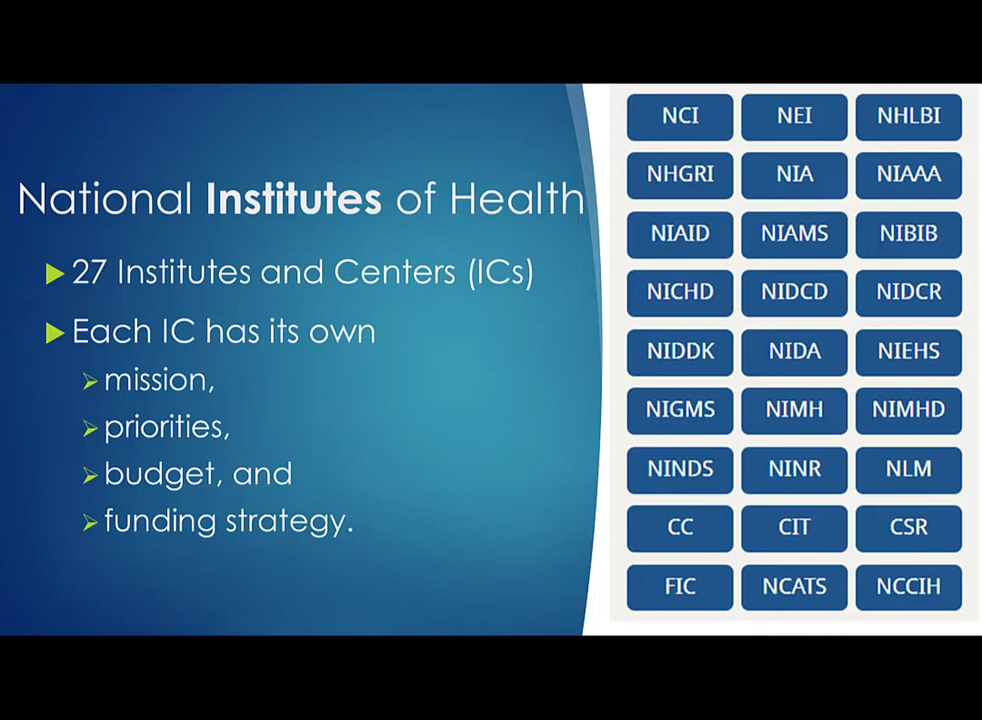 National Institutes of Health
27 Institutes and Centers (ICs)
Each IC has its own
mission,
priorities,
budget, and
funding strategy.
NCI NEI NHLBI
NHGRI NIA NIAAA
NIAID NIAMS NIBIB
NICHD NIDCD NIDCR
NIDDK NIDA NIEHS
NIGMS NIMH NIMHD
NINDS NINR NLM
CC CIT CSR
FIC NCATS NCCIH